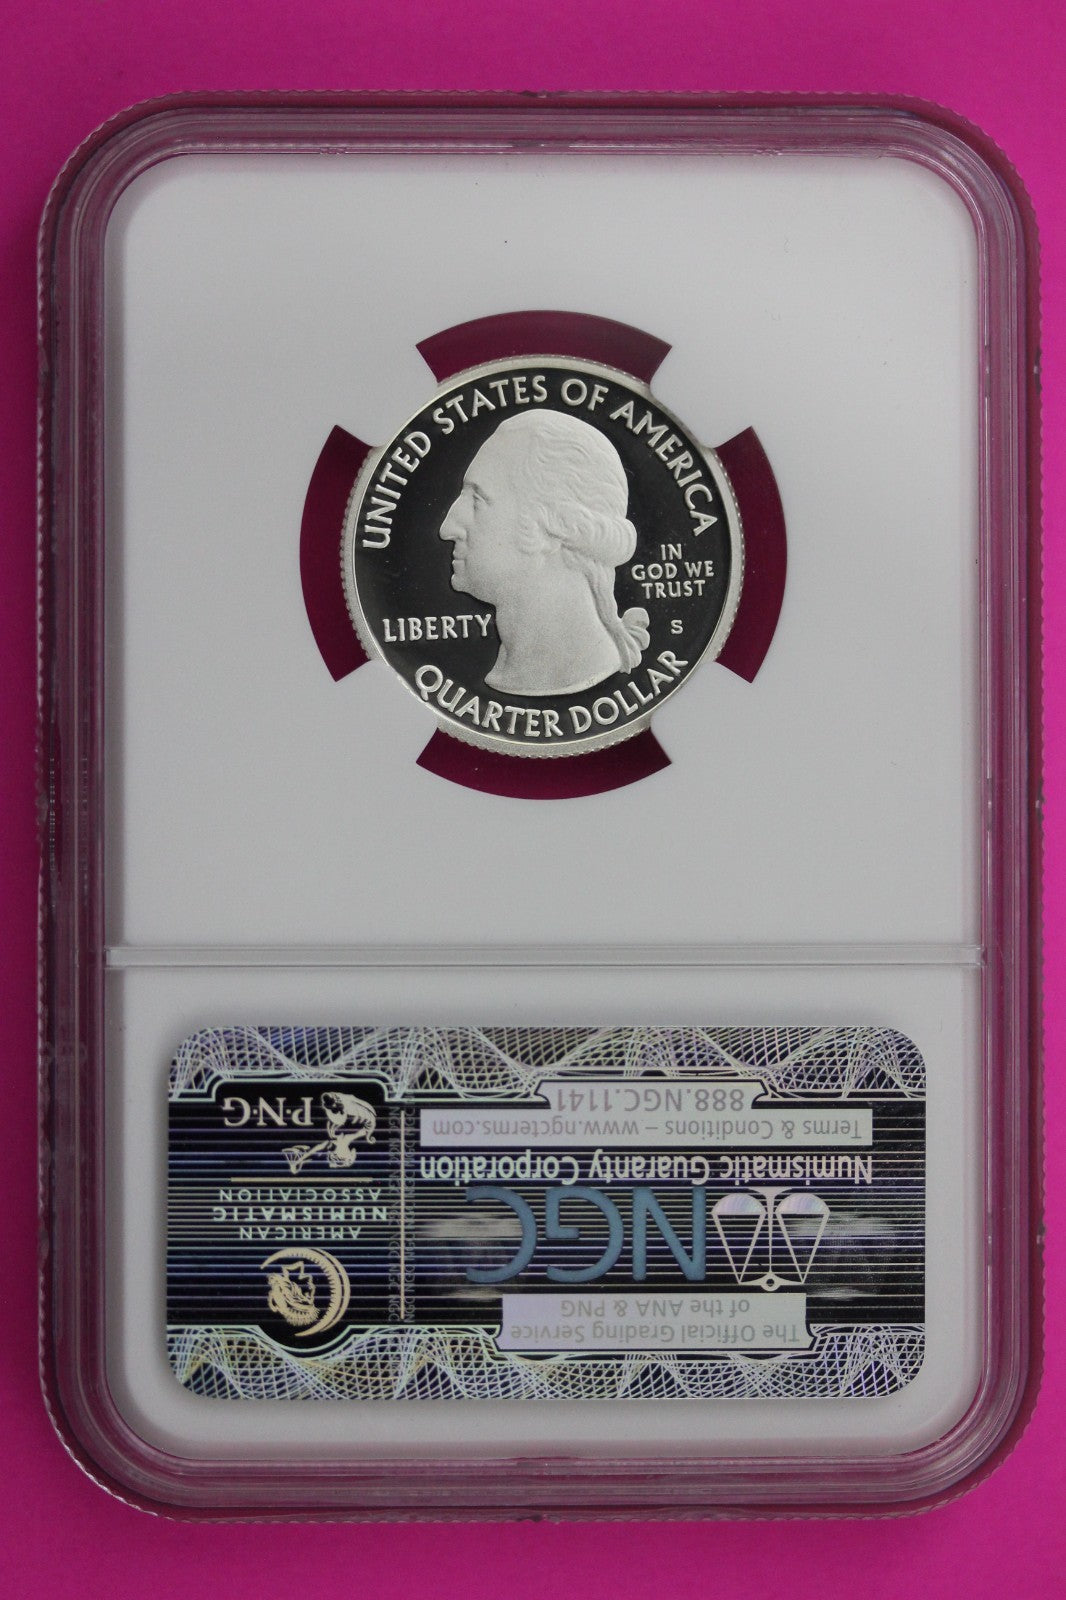 UNITED STATES OF AMERICA
IN
GOD WE
TRUST
LIBERTY
S
QUARTER DOLLAR
The Official Grading Service
of the ANA & PNG
NGC
Numismatic Guaranty Corporation
Terms & Conditions – www.ngcterms.com
888.NGC.1141
AMERICAN
NUMISMATIC
ASSOCIATION
P·N·G